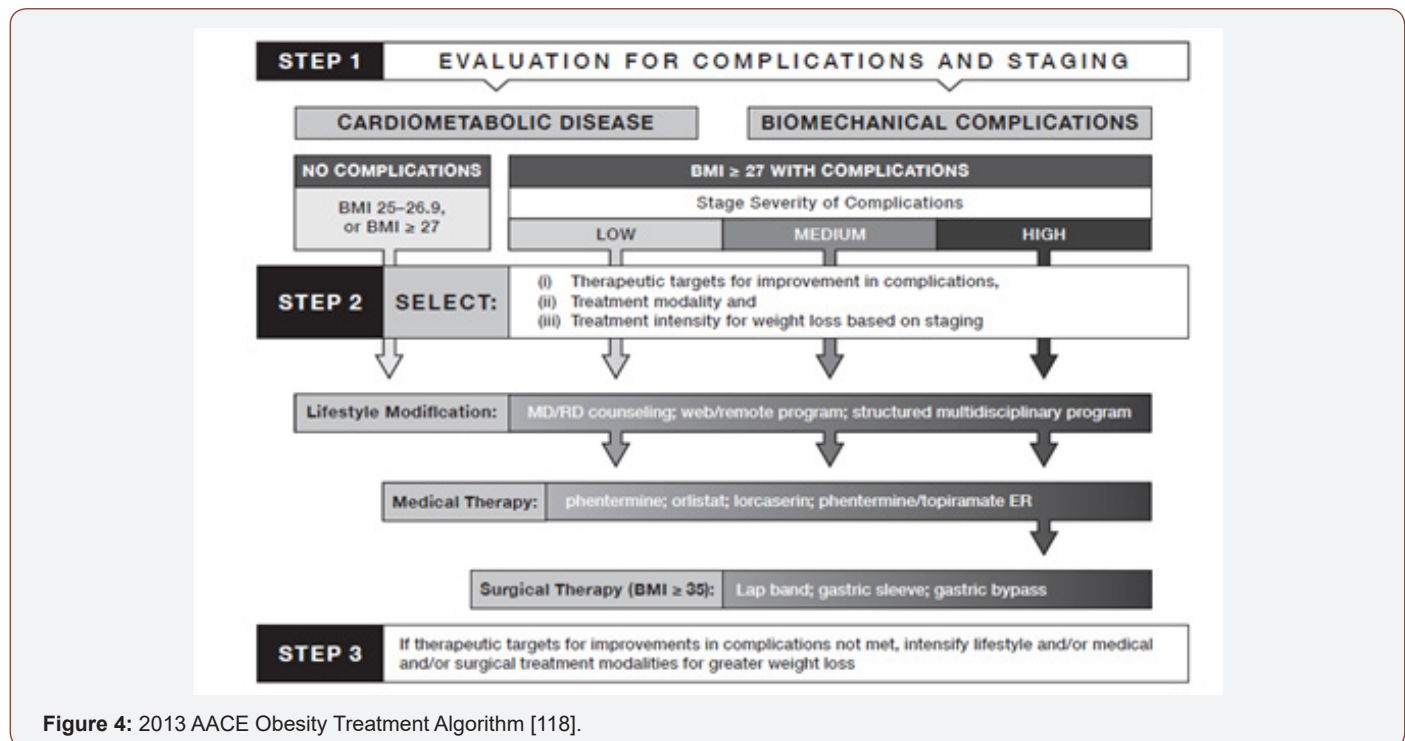 STEP 1
EVALUATION FOR COMPLICATIONS AND STAGING
CARDIOMETABOLIC DISEASE
BIOMECHANICAL COMPLICATIONS
NO COMPLICATIONS
BMI 25–26.9,
or BMI ≥ 27
BMI ≥ 27 WITH COMPLICATIONS
Stage Severity of Complications
LOW
MEDIUM
HIGH
STEP 2
SELECT:
(i) Therapeutic targets for improvement in complications,
(ii) Treatment modality and
(iii) Treatment intensity for weight loss based on staging
Lifestyle Modification:
MD/RD counseling; web/remote program; structured multidisciplinary program
Medical Therapy:
phentermine; orlistat; lorcaserin; phentermine/topiramate ER
Surgical Therapy (BMI ≥ 35):
Lap band; gastric sleeve; gastric bypass
STEP 3
If therapeutic targets for improvements in complications not met, intensify lifestyle and/or medical
and/or surgical treatment modalities for greater weight loss
Figure 4: 2013 AACE Obesity Treatment Algorithm [118].